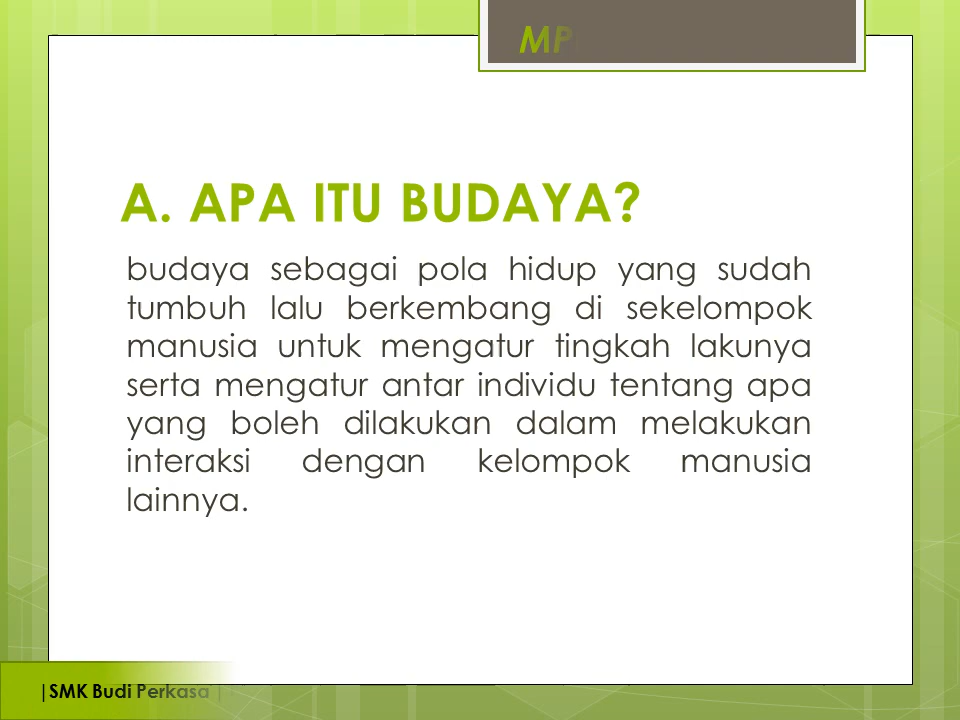 MP
A. APA ITU BUDAYA?
budaya sebagai pola hidup yang sudah
tumbuh lalu berkembang di sekelompok
manusia untuk mengatur tingkah lakunya
serta mengatur antar individu tentang apa
yang boleh dilakukan dalam melakukan
interaksi dengan kelompok manusia
lainnya.
|SMK Budi Perkasa|